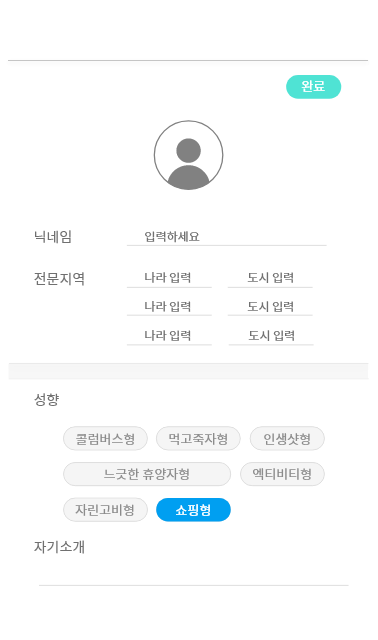 완료
닉네임 입력하세요
전문지역 나라 입력 도시 입력
나라 입력 도시 입력
나라 입력 도시 입력
성향
콜럼버스형 먹고죽자형 인생샷형
느긋한 휴양자형 엑티비티형
자린고비형 쇼핑형
자기소개